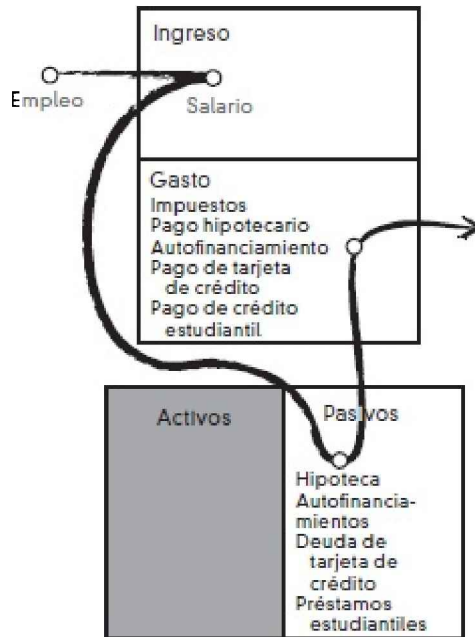 Ingreso
Empleo
Salario
Gasto
Impuestos
Pago hipotecario
Autofinanciamiento
Pago de tarjeta
de crédito
Pago de crédito
estudiantil
Activos
Pasivos
Hipoteca
Autofinancia-
mientos
Deuda de
tarjeta de
crédito
Préstamos
estudiantiles